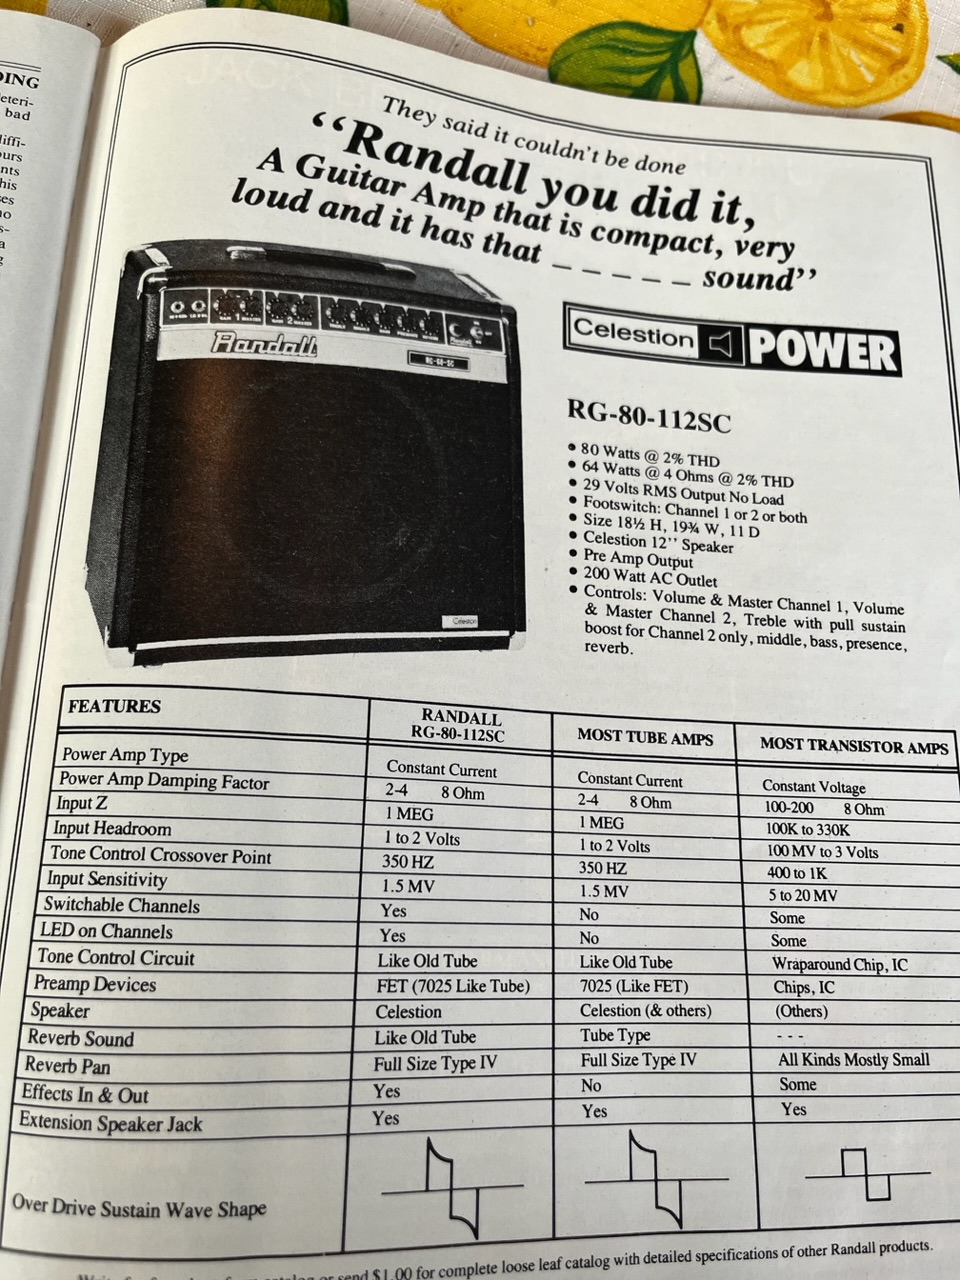 DING
eteri-
bad
iffi-
ours
nts
his
ses
no
s-
a
g
They said it couldn't be done
“Randall you did it,
A Guitar Amp that is compact, very
loud and it has that _ _ _ _ _ sound”
Randall
Celestion
Celestion POWER
RG-80-112SC
• 80 Watts @ 2% THD
• 64 Watts @ 4 Ohms @ 2% THD
• 29 Volts RMS Output No Load
• Footswitch: Channel 1 or 2 or both
• Size 18½ H, 19¾ W, 11 D
• Celestion 12'' Speaker
• Pre Amp Output
• 200 Watt AC Outlet
• Controls: Volume & Master Channel 1, Volume
& Master Channel 2, Treble with pull sustain
boost for Channel 2 only, middle, bass, presence,
reverb.
FEATURES RANDALL RG-80-112SC MOST TUBE AMPS MOST TRANSISTOR AMPS
Power Amp Type Constant Current Constant Current Constant Voltage
Power Amp Damping Factor 2-4 8 Ohm 2-4 8 Ohm 100-200 8 Ohm
Input Z 1 MEG 1 MEG 100K to 330K
Input Headroom 1 to 2 Volts 1 to 2 Volts 100 MV to 3 Volts
Tone Control Crossover Point 350 HZ 350 HZ 400 to 1K
Input Sensitivity 1.5 MV 1.5 MV 5 to 20 MV
Switchable Channels Yes No Some
LED on Channels Yes No Some
Tone Control Circuit Like Old Tube Like Old Tube Wraparound Chip, IC
Preamp Devices FET (7025 Like Tube) 7025 (Like FET) Chips, IC
Speaker Celestion Celestion (& others) (Others)
Reverb Sound Like Old Tube Tube Type - - -
Reverb Pan Full Size Type IV Full Size Type IV All Kinds Mostly Small
Effects In & Out Yes No Some
Extension Speaker Jack Yes Yes Yes
Over Drive Sustain Wave Shape
or send $1.00 for complete loose leaf catalog with detailed specifications of other Randall products.